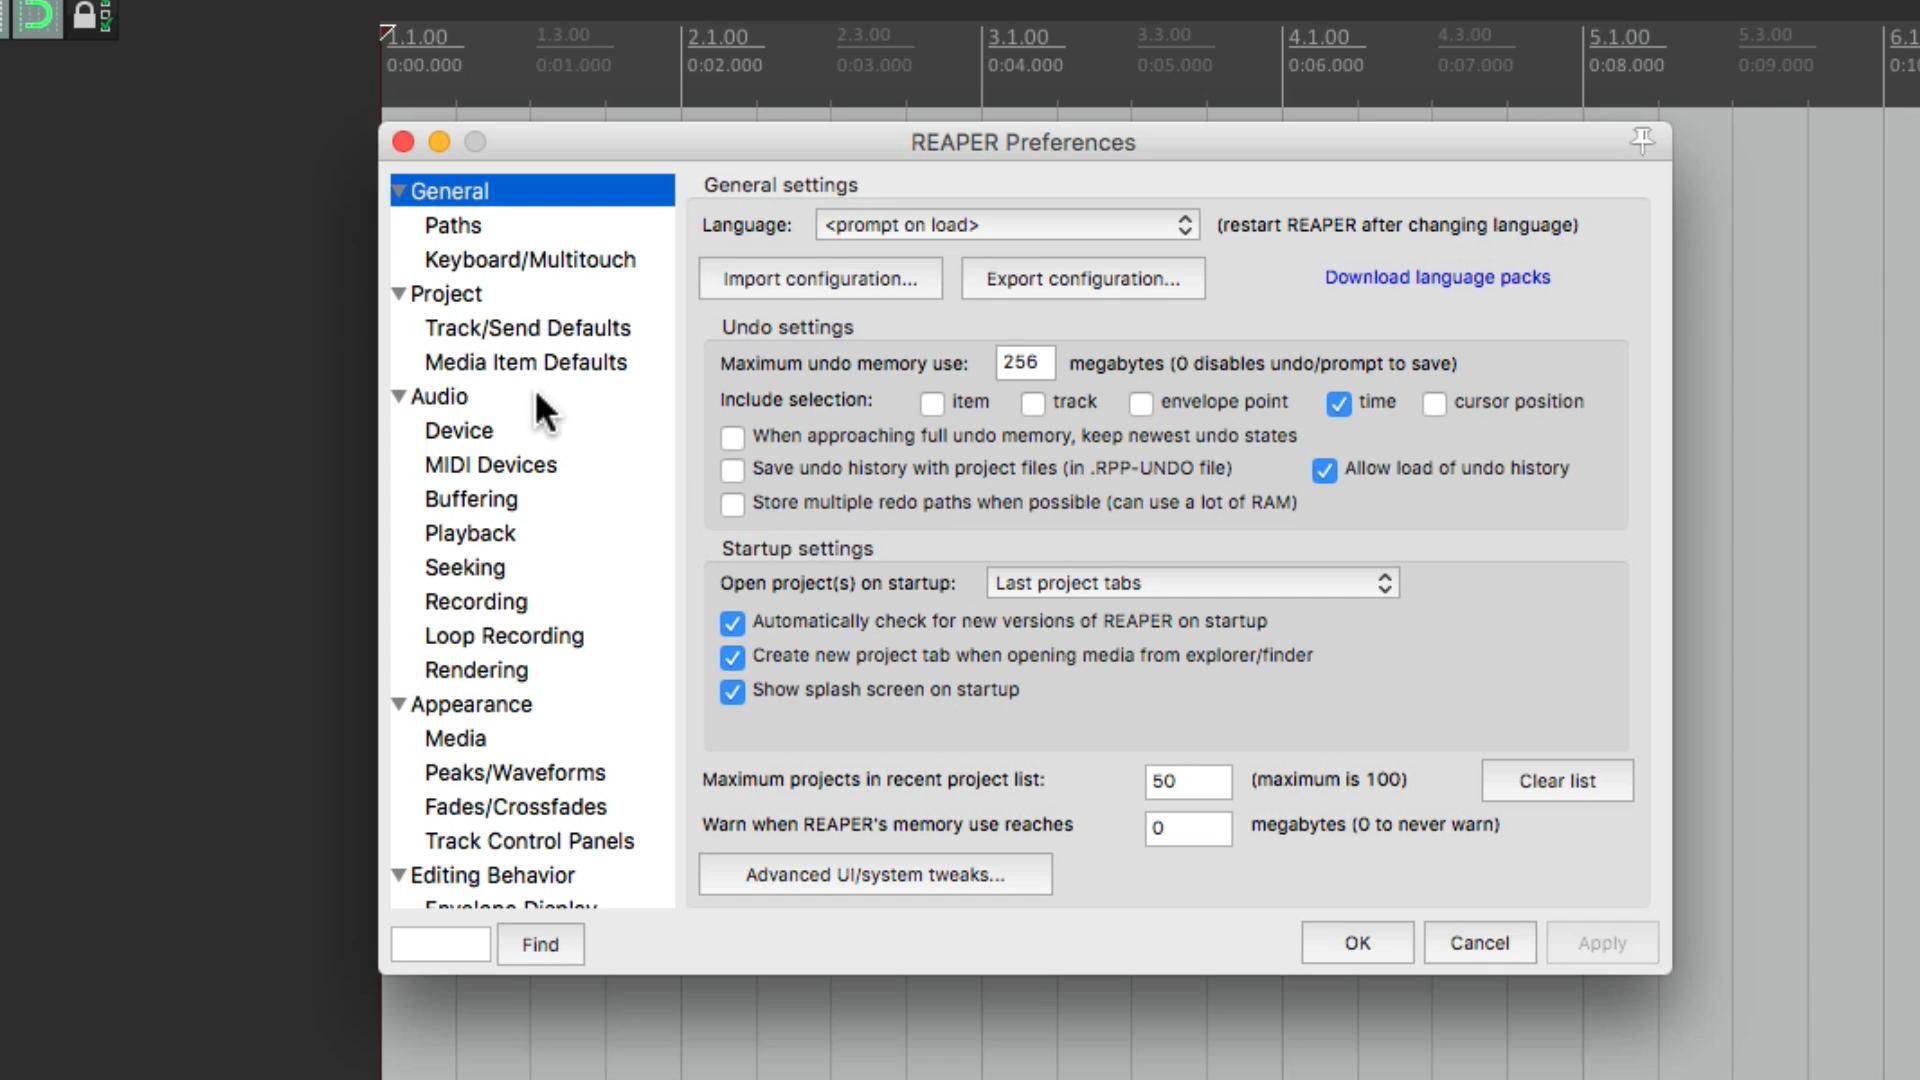 1.1.00 1.3.00 2.1.00 2.3.00 3.1.00 3.3.00 4.1.00 4.3.00 5.1.00 5.3.00
0:00.000 0:01.000 0:02.000 0:03.000 0:04.000 0:05.000 0:06.000 0:07.000 0:08.000 0:09.000
REAPER Preferences
General
Paths
Keyboard/Multitouch
Project
Track/Send Defaults
Media Item Defaults
Audio
Device
MIDI Devices
Buffering
Playback
Seeking
Recording
Loop Recording
Rendering
Appearance
Media
Peaks/Waveforms
Fades/Crossfades
Track Control Panels
Editing Behavior
Envelope Display
Find
General settings
Language: <prompt on load> (restart REAPER after changing language)
Import configuration... Export configuration... Download language packs
Undo settings
Maximum undo memory use: 256 megabytes (0 disables undo/prompt to save)
Include selection: item track envelope point time cursor position
When approaching full undo memory, keep newest undo states
Save undo history with project files (in .RPP-UNDO file) Allow load of undo history
Store multiple redo paths when possible (can use a lot of RAM)
Startup settings
Open project(s) on startup: Last project tabs
Automatically check for new versions of REAPER on startup
Create new project tab when opening media from explorer/finder
Show splash screen on startup
Maximum projects in recent project list: 50 (maximum is 100) Clear list
Warn when REAPER's memory use reaches 0 megabytes (0 to never warn)
Advanced UI/system tweaks...
OK Cancel Apply